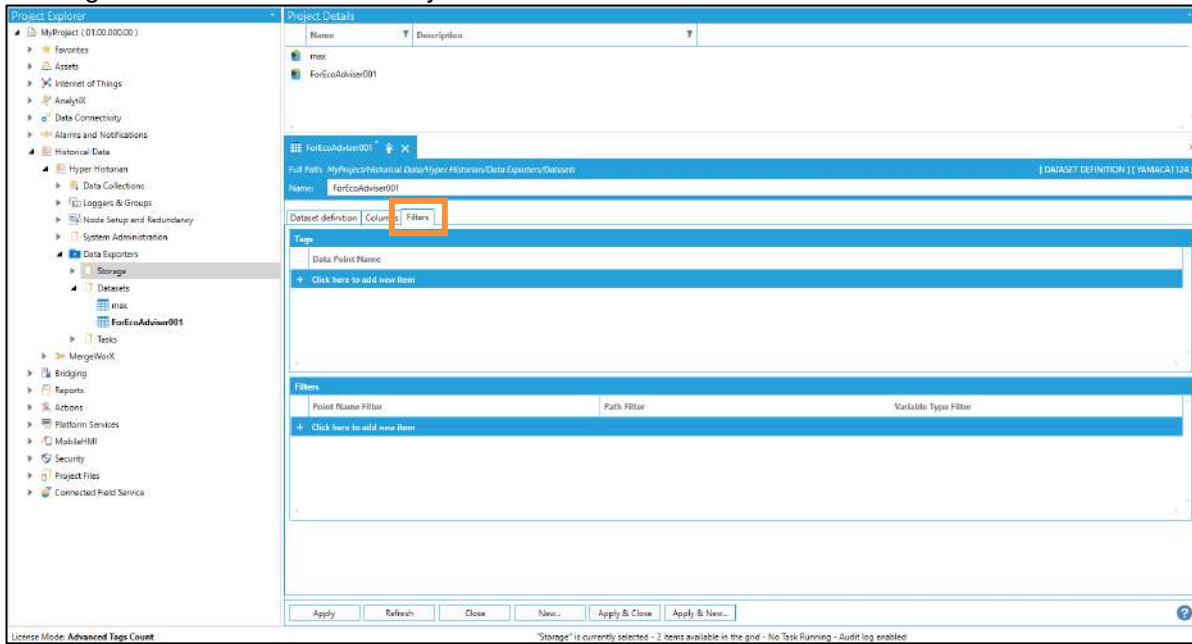 Project Explorer
MyProject ( 01.00.000.00 )
Favorites
Assets
Internet of Things
AnalytiX
Data Connectivity
Alarms and Notifications
Historical Data
Hyper Historian
Data Collections
Loggers & Groups
Node Setup and Redundancy
System Administration
Data Exporters
Storage
Datasets
max
ForEcoAdviser001
Tasks
MergeWorX
Bridging
Reports
Actions
Platform Services
MobileHMI
Security
Project Files
Connected Field Service
Project Details
Name Description
max
ForEcoAdviser001
ForEcoAdviser001*
Full Path: MyProject/Historical Data/Hyper Historian/Data Exporters/Datasets [ DATASET DEFINITION ] [ YAMACAT124 ]
Name: ForEcoAdviser001
Dataset definition Columns Filters
Tags
Data Point Name
+ Click here to add new item
Filters
Point Name Filter Path Filter Variable Type Filter
+ Click here to add new item
Apply Refresh Close New... Apply & Close Apply & New... ?
License Mode: Advanced Tags Count "Storage" is currently selected - 2 items available in the grid - No Task Running - Audit log enabled